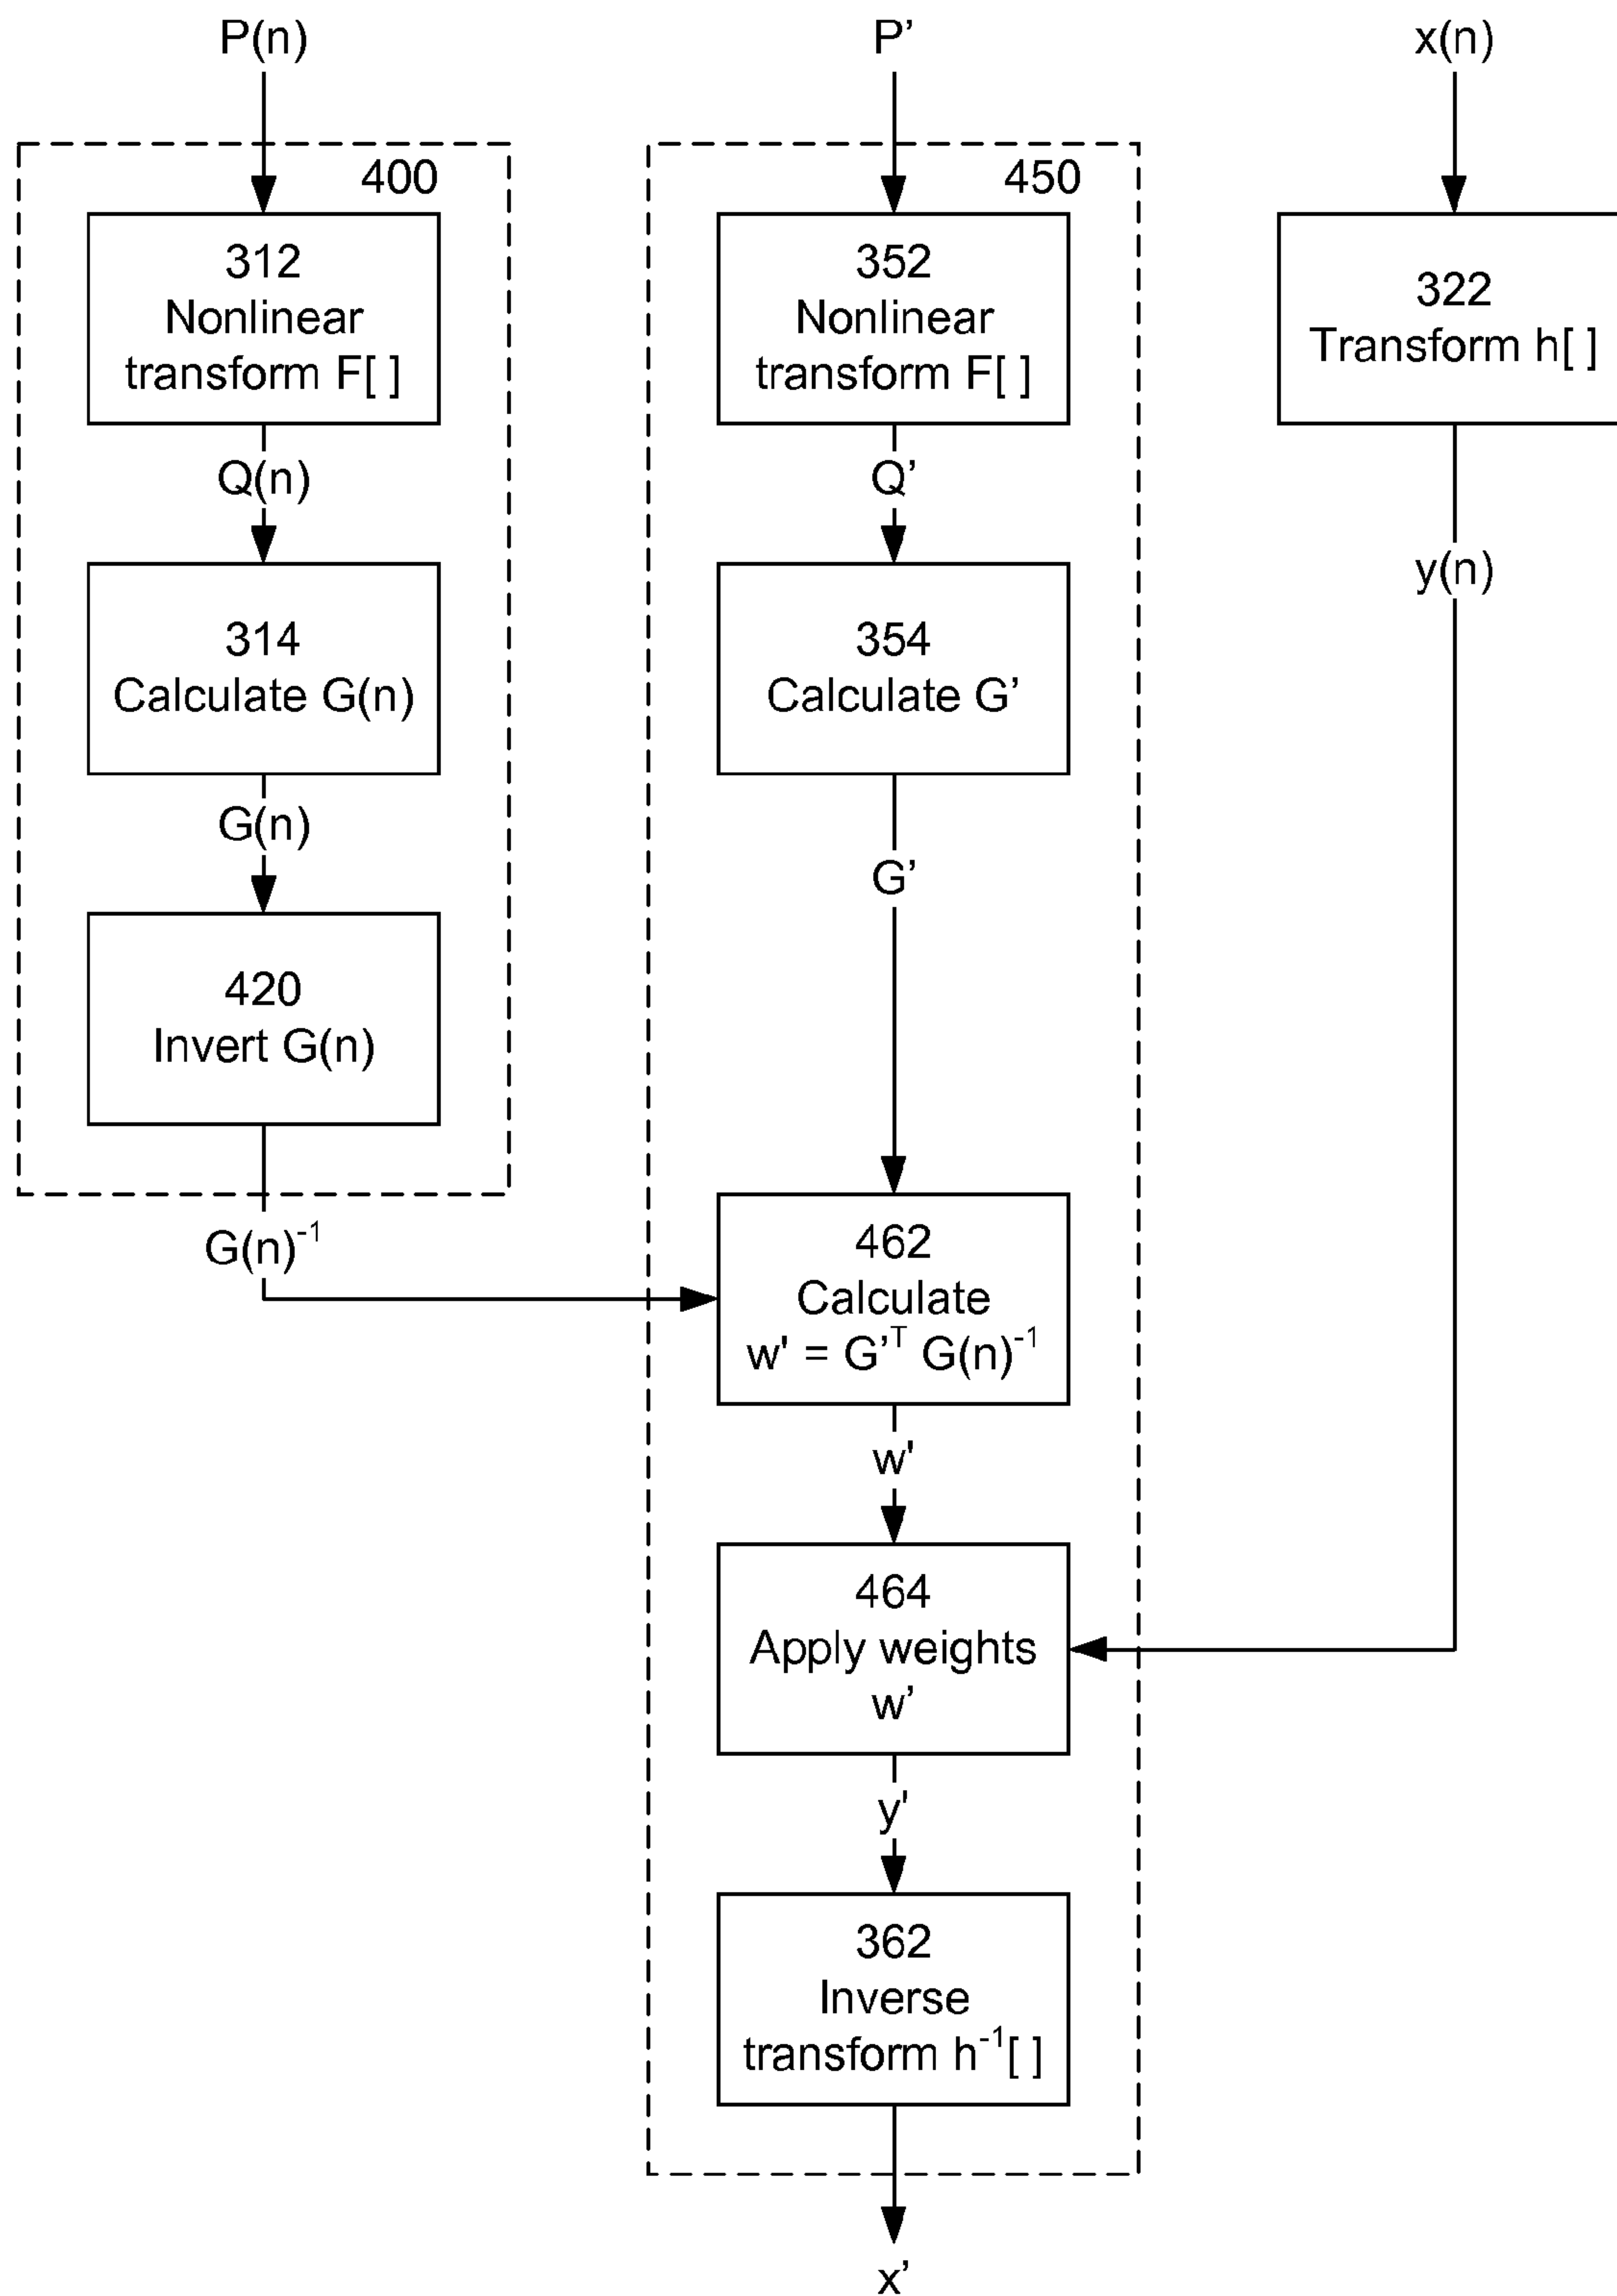 P(n)
P’
x(n)
400
312
Nonlinear
transform F[ ]
Q(n)
314
Calculate G(n)
G(n)
420
Invert G(n)
G(n)⁻¹
450
352
Nonlinear
transform F[ ]
Q’
354
Calculate G’
G’
462
Calculate
w' = G’ᵀ G(n)⁻¹
w'
464
Apply weights
w’
y'
362
Inverse
transform h⁻¹[ ]
x’
322
Transform h[ ]
y(n)